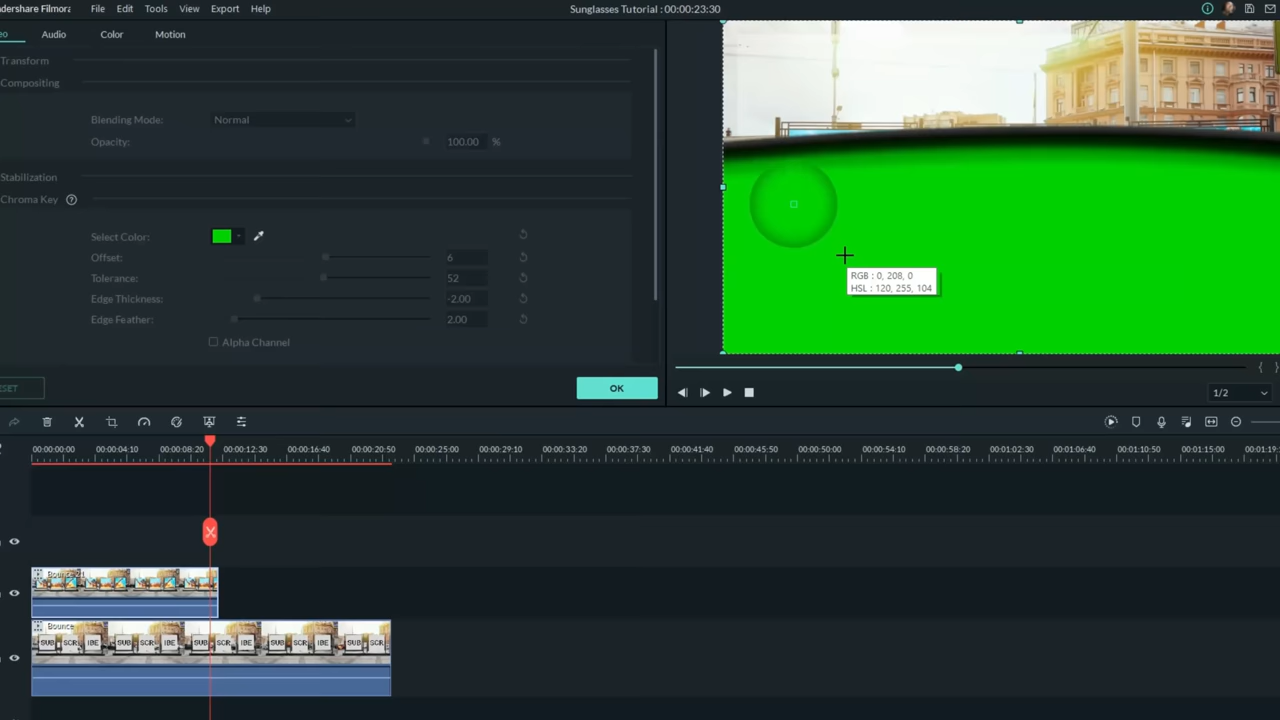 dershare Filmora File Edit Tools View Export Help Sunglasses Tutorial : 00:00:23:30
eo Audio Color Motion
Transform
Compositing
Blending Mode: Normal
Opacity: 100.00 %
Stabilization
Chroma Key ?
Select Color:
Offset: 6
Tolerance: 52
Edge Thickness: -2.00
Edge Feather: 2.00
Alpha Channel
RGB : 0, 208, 0
HSL : 120, 255, 104
ESET OK
1/2
00:00:00:00 00:00:04:10 00:00:08:20 00:00:12:30 00:00:16:40 00:00:20:50 00:00:25:00 00:00:29:10 00:00:33:20 00:00:37:30 00:00:41:40 00:00:45:50 00:00:50:00 00:00:54:10 00:00:58:20 00:01:02:30 00:01:06:40 00:01:10:50 00:01:15:00 00:01:19:
Bounce 21
Bounce
SUB SCR IBE SUB SCR IBE SUB SCR IBE SUB SCR IBE SUB SCR